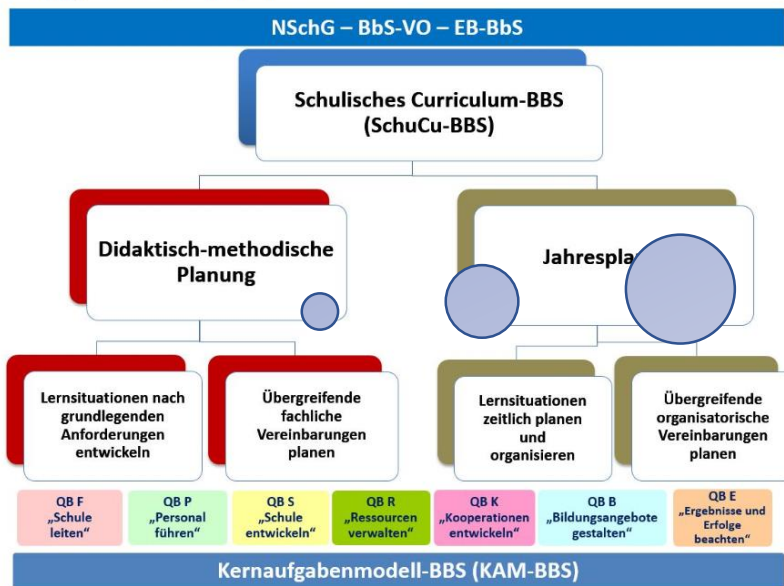 NSchG – BbS-VO – EB-BbS
Schulisches Curriculum-BBS
(SchuCu-BBS)
Didaktisch-methodische
Planung
Lernsituationen nach
grundlegenden
Anforderungen
entwickeln
Übergreifende
fachliche
Vereinbarungen
planen
Lernsituationen
zeitlich planen
und
organisieren
Übergreifende
organisatorische
Vereinbarungen
planen
QB F
„Schule
leiten“
QB P
„Personal
führen“
QB S
„Schule
entwickeln“
QB R
„Ressourcen
verwalten“
QB K
„Kooperationen
entwickeln“
QB B
„Bildungsangebote
gestalten“
QB E
„Ergebnisse und
Erfolge
beachten“
Kernaufgabenmodell-BBS (KAM-BBS)